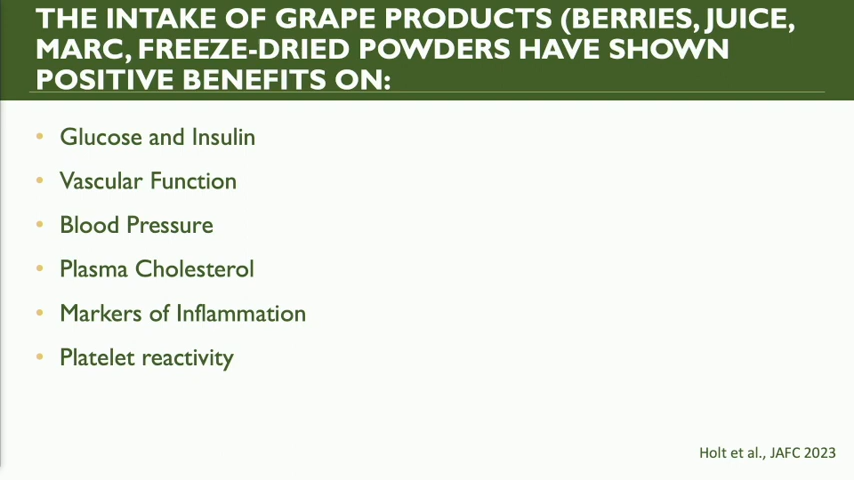 THE INTAKE OF GRAPE PRODUCTS (BERRIES, JUICE,
MARC, FREEZE-DRIED POWDERS HAVE SHOWN
POSITIVE BENEFITS ON:
• Glucose and Insulin
• Vascular Function
• Blood Pressure
• Plasma Cholesterol
• Markers of Inflammation
• Platelet reactivity
Holt et al., JAFC 2023